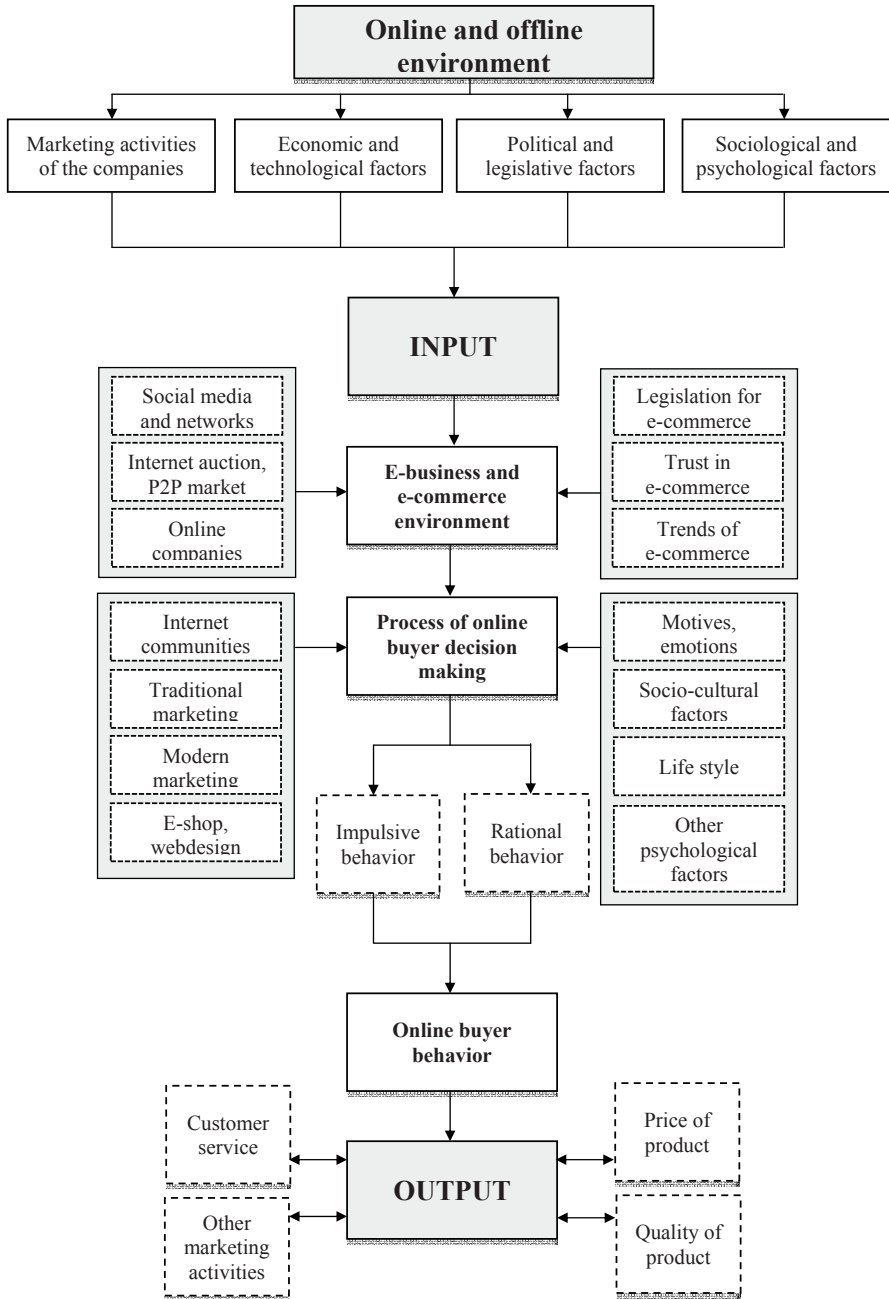 Online and offline
environment
Marketing activities
of the companies
Economic and
technological factors
Political and
legislative factors
Sociological and
psychological factors
INPUT
Social media
and networks
Internet auction,
P2P market
Online
companies
Legislation for
e-commerce
Trust in
e-commerce
Trends of
e-commerce
E-business and
e-commerce
environment
Internet
communities
Traditional
marketing
Modern
marketing
E-shop,
webdesign
Process of online
buyer decision
making
Motives,
emotions
Socio-cultural
factors
Life style
Other
psychological
factors
Impulsive
behavior
Rational
behavior
Online buyer
behavior
Customer
service
Other
marketing
activities
OUTPUT
Price of
product
Quality of
product